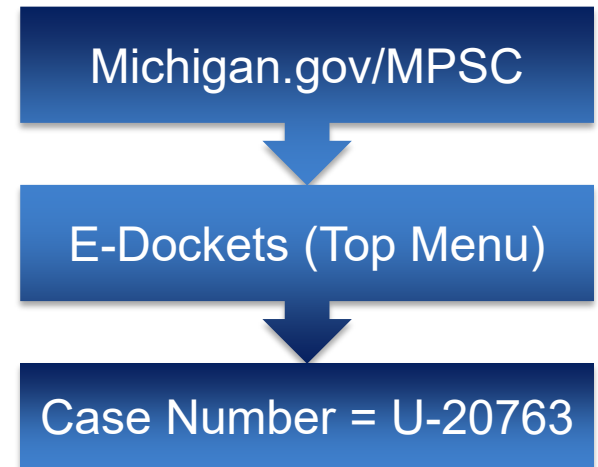 Michigan.gov/MPSC
E-Dockets (Top Menu)
Case Number = U-20763